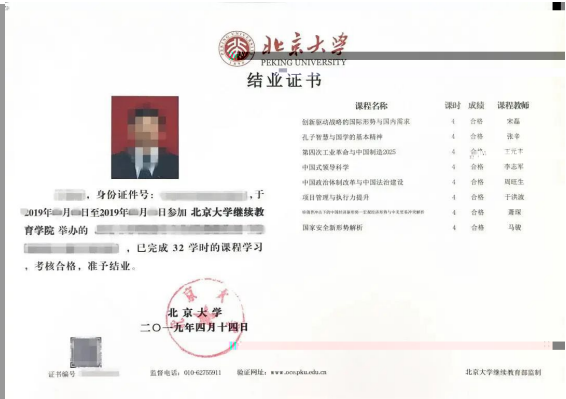 北京大学
PEKING UNIVERSITY
结业证书
，身份证件号：，于
2019年月日至2019年月日参加 北京大学继续教
育学院 举办的
，已完成 32 学时的课程学习
，考核合格，准予结业。
北京大学
二〇一九年四月十四日
课程名称 课时 成绩 课程教师
创新驱动战略的国际形势与国内需求 4 合格 宋磊
孔子智慧与国学的基本精神 4 合格 张辛
第四次工业革命与中国制造2025 4
中国式领导科学 4 合格 李志军
中国政治体制改革与中国法治建设 4 合格 周旺生
项目管理与执行力提升 4 合格 于洪波
4 合格 萧琛
国家安全新形势解析 4 合格 马骏
证书编号
监督电话：010-62755911 验证网址：www.ocopku.edu.cn
北京大学继续教育部监制